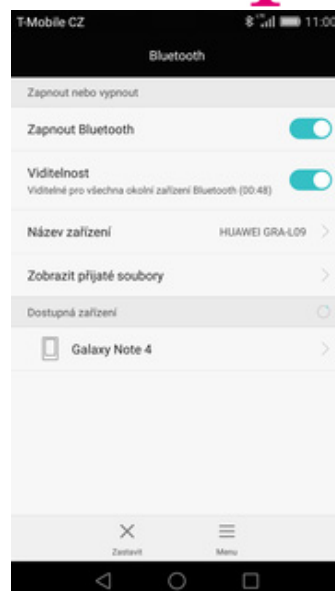 T-Mobile CZ 11:00
Bluetooth
Zapnout nebo vypnout
Zapnout Bluetooth
Viditelnost
Viditelné pro všechna okolní zařízení Bluetooth (00:48)
Název zařízení HUAWEI GRA-L09
Zobrazit přijaté soubory
Dostupná zařízení
Galaxy Note 4
Zastavit Menu